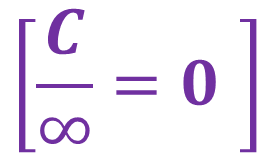 [C/∞ = 0]